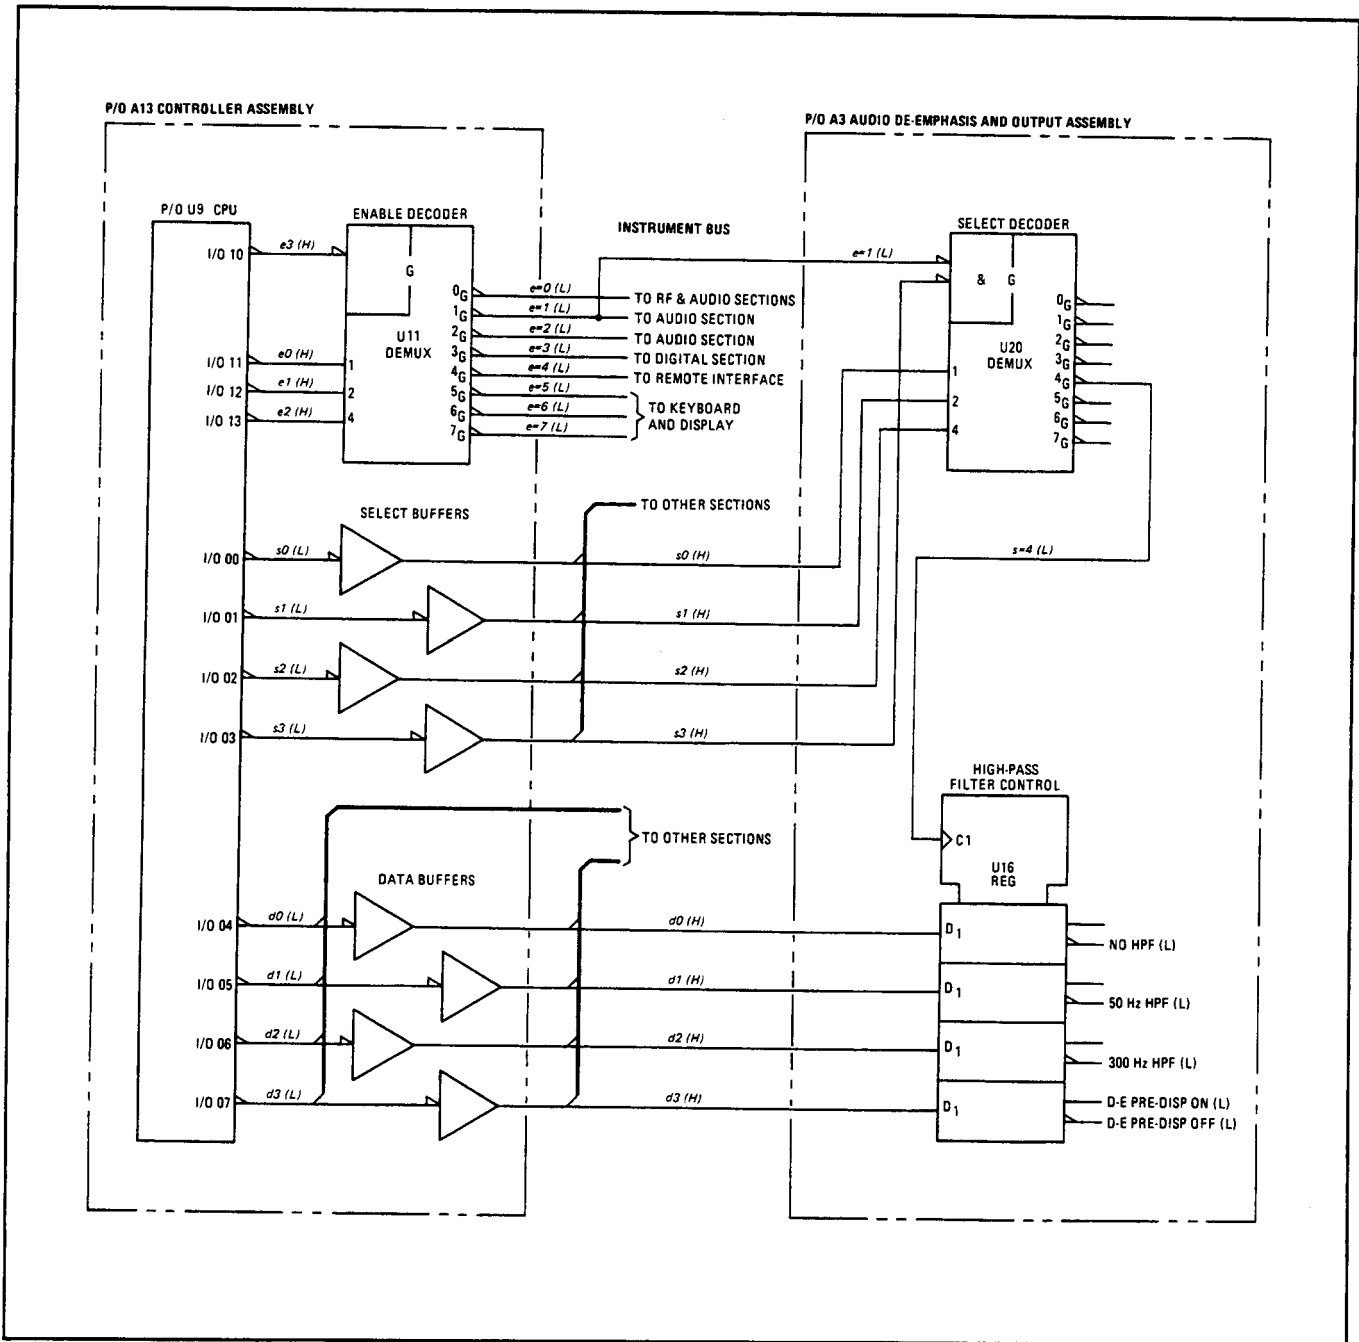 P/O A13 CONTROLLER ASSEMBLY
P/O A3 AUDIO DE-EMPHASIS AND OUTPUT ASSEMBLY
P/O U9 CPU
ENABLE DECODER
INSTRUMENT BUS
SELECT DECODER
I/O 10
e3 (H)
G
e=1 (L)
& G
0G
e=0 (L)
TO RF & AUDIO SECTIONS
1G
e=1 (L)
TO AUDIO SECTION
U11
DEMUX
2G
e=2 (L)
TO AUDIO SECTION
3G
e=3 (L)
TO DIGITAL SECTION
4G
e=4 (L)
TO REMOTE INTERFACE
5G
e=5 (L)
6G
e=6 (L)
7G
e=7 (L)
TO KEYBOARD
AND DISPLAY
I/O 11
e0 (H)
1
I/O 12
e1 (H)
2
I/O 13
e2 (H)
4
U20
DEMUX
1
2
4
0G
1G
2G
3G
4G
5G
6G
7G
SELECT BUFFERS
TO OTHER SECTIONS
I/O 00
s0 (L)
s0 (H)
s=4 (L)
I/O 01
s1 (L)
s1 (H)
I/O 02
s2 (L)
s2 (H)
I/O 03
s3 (L)
s3 (H)
HIGH-PASS
FILTER CONTROL
TO OTHER SECTIONS
C1
U16
REG
DATA BUFFERS
I/O 04
d0 (L)
d0 (H)
D1
NO HPF (L)
I/O 05
d1 (L)
d1 (H)
D1
50 Hz HPF (L)
I/O 06
d2 (L)
d2 (H)
D1
300 Hz HPF (L)
I/O 07
d3 (L)
d3 (H)
D1
D-E PRE-DISP ON (L)
D-E PRE-DISP OFF (L)